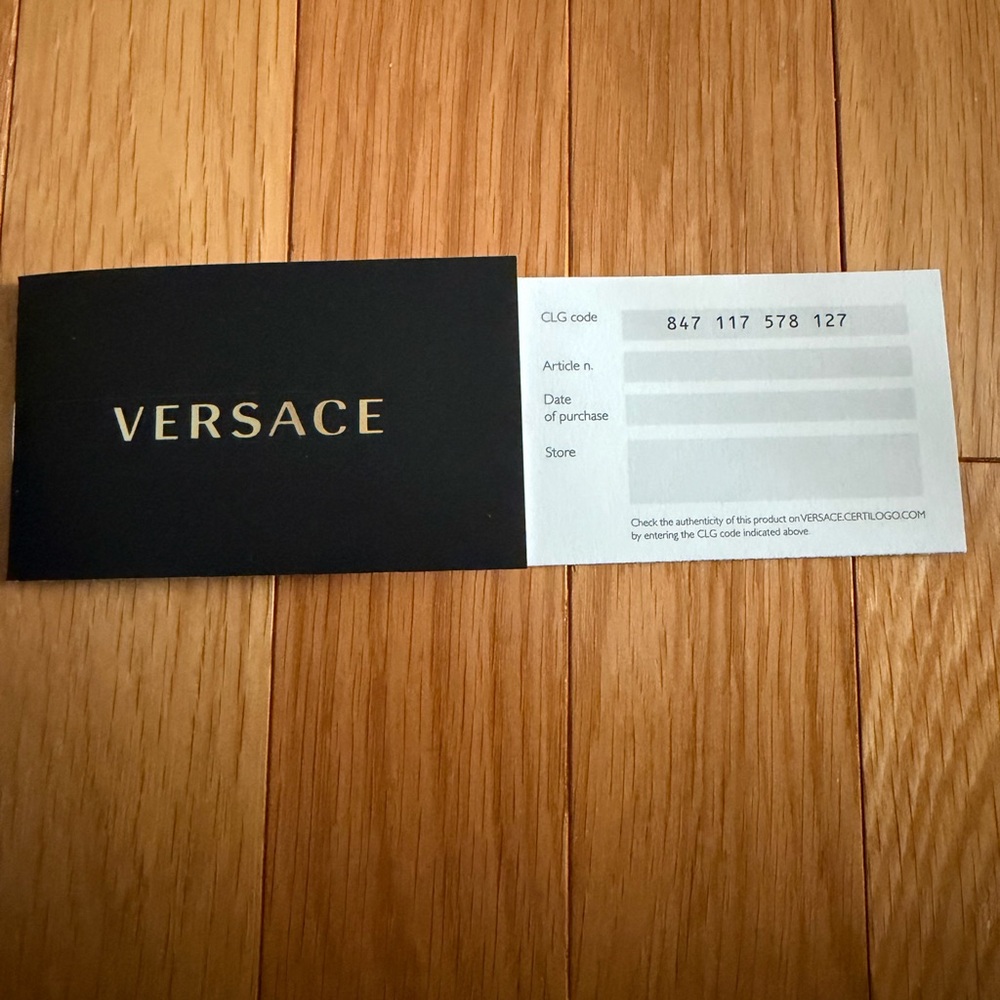 VERSACE
CLG code 847 117 578 127
Article n.
Date
of purchase
Store
Check the authenticity of this product on VERSACE.CERTILOGO.COM
by entering the CLG code indicated above.